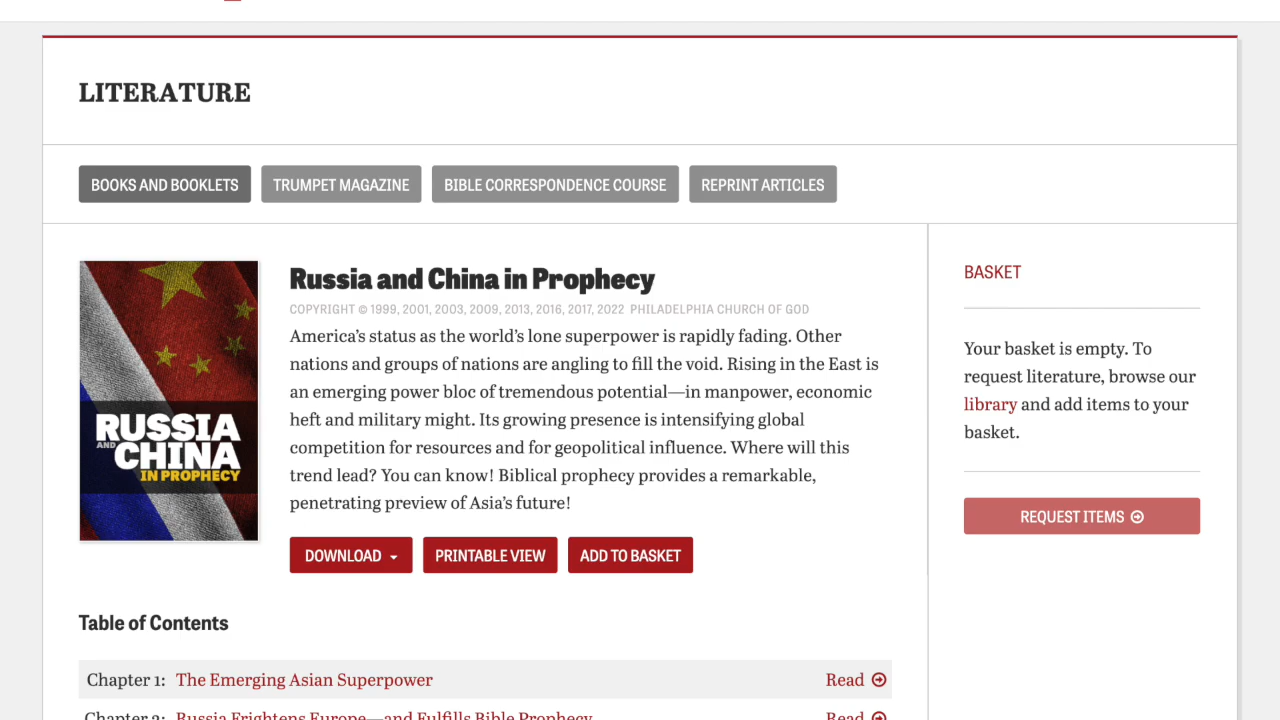 LITERATURE
BOOKS AND BOOKLETS TRUMPET MAGAZINE BIBLE CORRESPONDENCE COURSE REPRINT ARTICLES
RUSSIA
AND CHINA
IN PROPHECY
Russia and China in Prophecy
COPYRIGHT © 1999, 2001, 2003, 2009, 2013, 2016, 2017, 2022 PHILADELPHIA CHURCH OF GOD
America’s status as the world’s lone superpower is rapidly fading. Other
nations and groups of nations are angling to fill the void. Rising in the East is
an emerging power bloc of tremendous potential—in manpower, economic
heft and military might. Its growing presence is intensifying global
competition for resources and for geopolitical influence. Where will this
trend lead? You can know! Biblical prophecy provides a remarkable,
penetrating preview of Asia’s future!
DOWNLOAD PRINTABLE VIEW ADD TO BASKET
Table of Contents
Chapter 1: The Emerging Asian Superpower Read
Chapter 2: Russia Frightens Europe—and Fulfills Bible Prophecy Read
BASKET
Your basket is empty. To
request literature, browse our
library and add items to your
basket.
REQUEST ITEMS